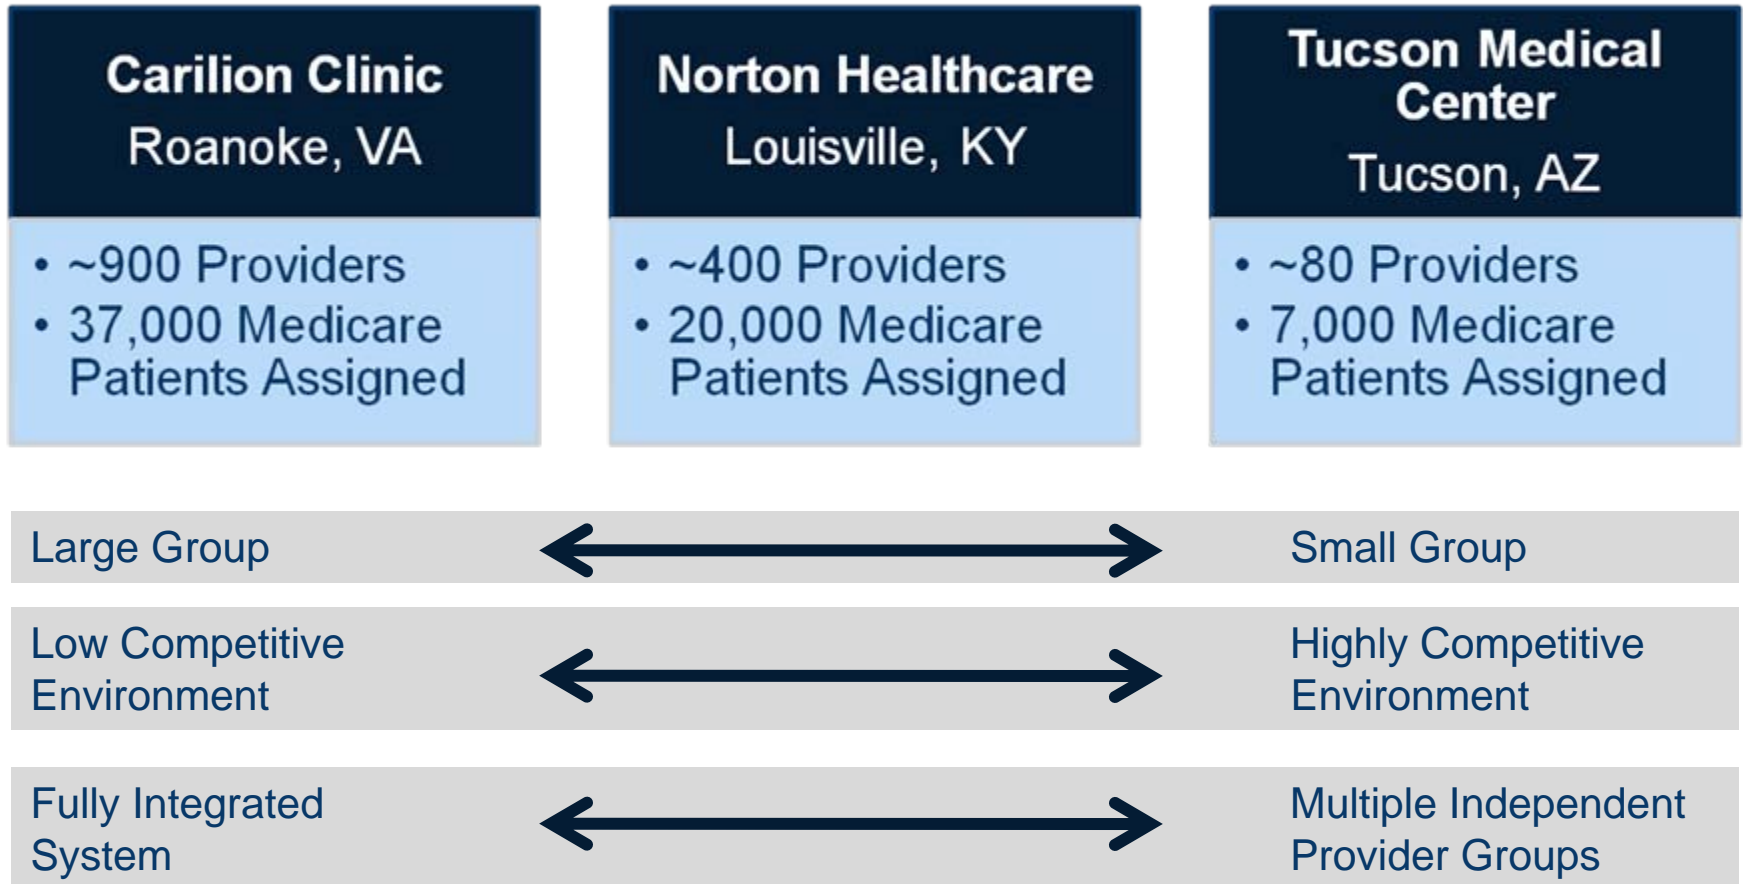 Carilion Clinic
Roanoke, VA
• ~900 Providers
• 37,000 Medicare
Patients Assigned
Norton Healthcare
Louisville, KY
• ~400 Providers
• 20,000 Medicare
Patients Assigned
Tucson Medical
Center
Tucson, AZ
• ~80 Providers
• 7,000 Medicare
Patients Assigned
Large Group
Small Group
Low Competitive
Environment
Highly Competitive
Environment
Fully Integrated
System
Multiple Independent
Provider Groups